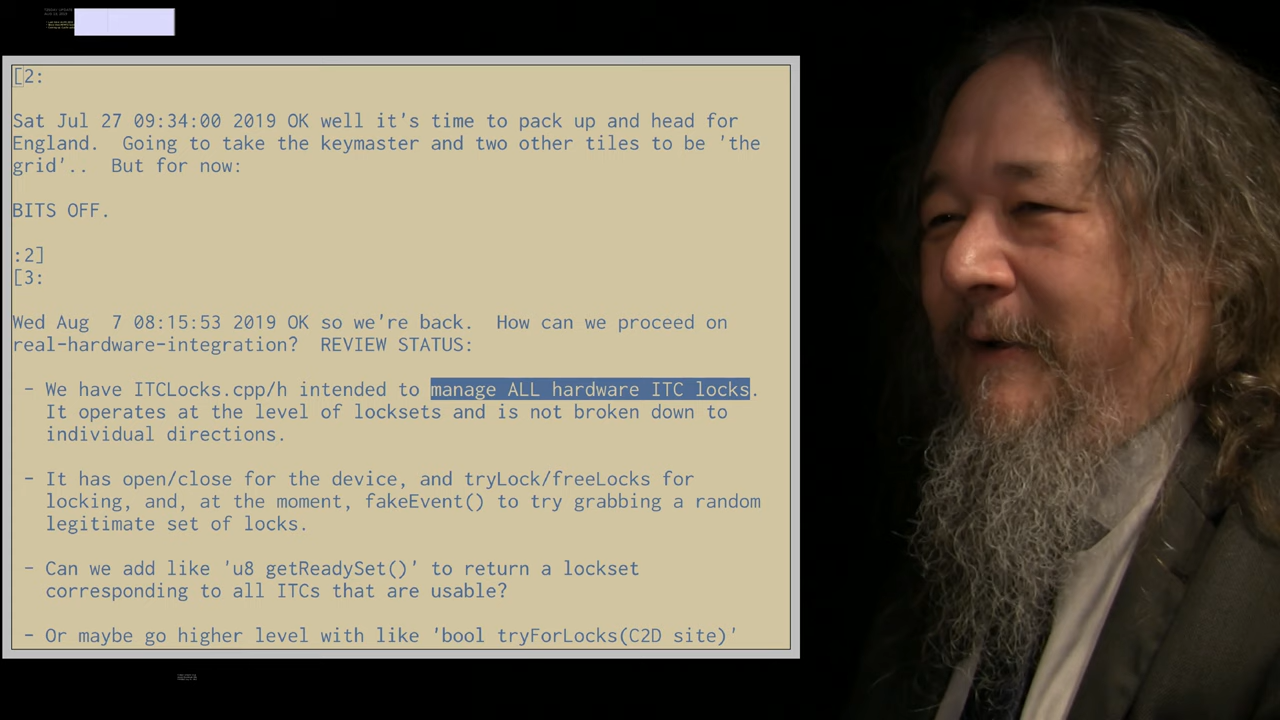 [2:
Sat Jul 27 09:34:00 2019 OK well it's time to pack up and head for
England.  Going to take the keymaster and two other tiles to be 'the
grid'..  But for now:
BITS OFF.
:2]
[3:
Wed Aug  7 08:15:53 2019 OK so we're back.  How can we proceed on
real-hardware-integration?  REVIEW STATUS:
- We have ITCLocks.cpp/h intended to manage ALL hardware ITC locks.
It operates at the level of locksets and is not broken down to
individual directions.
- It has open/close for the device, and tryLock/freeLocks for
locking, and, at the moment, fakeEvent() to try grabbing a random
legitimate set of locks.
- Can we add like 'u8 getReadySet()' to return a lockset
corresponding to all ITCs that are usable?
- Or maybe go higher level with like 'bool tryForLocks(C2D site)'